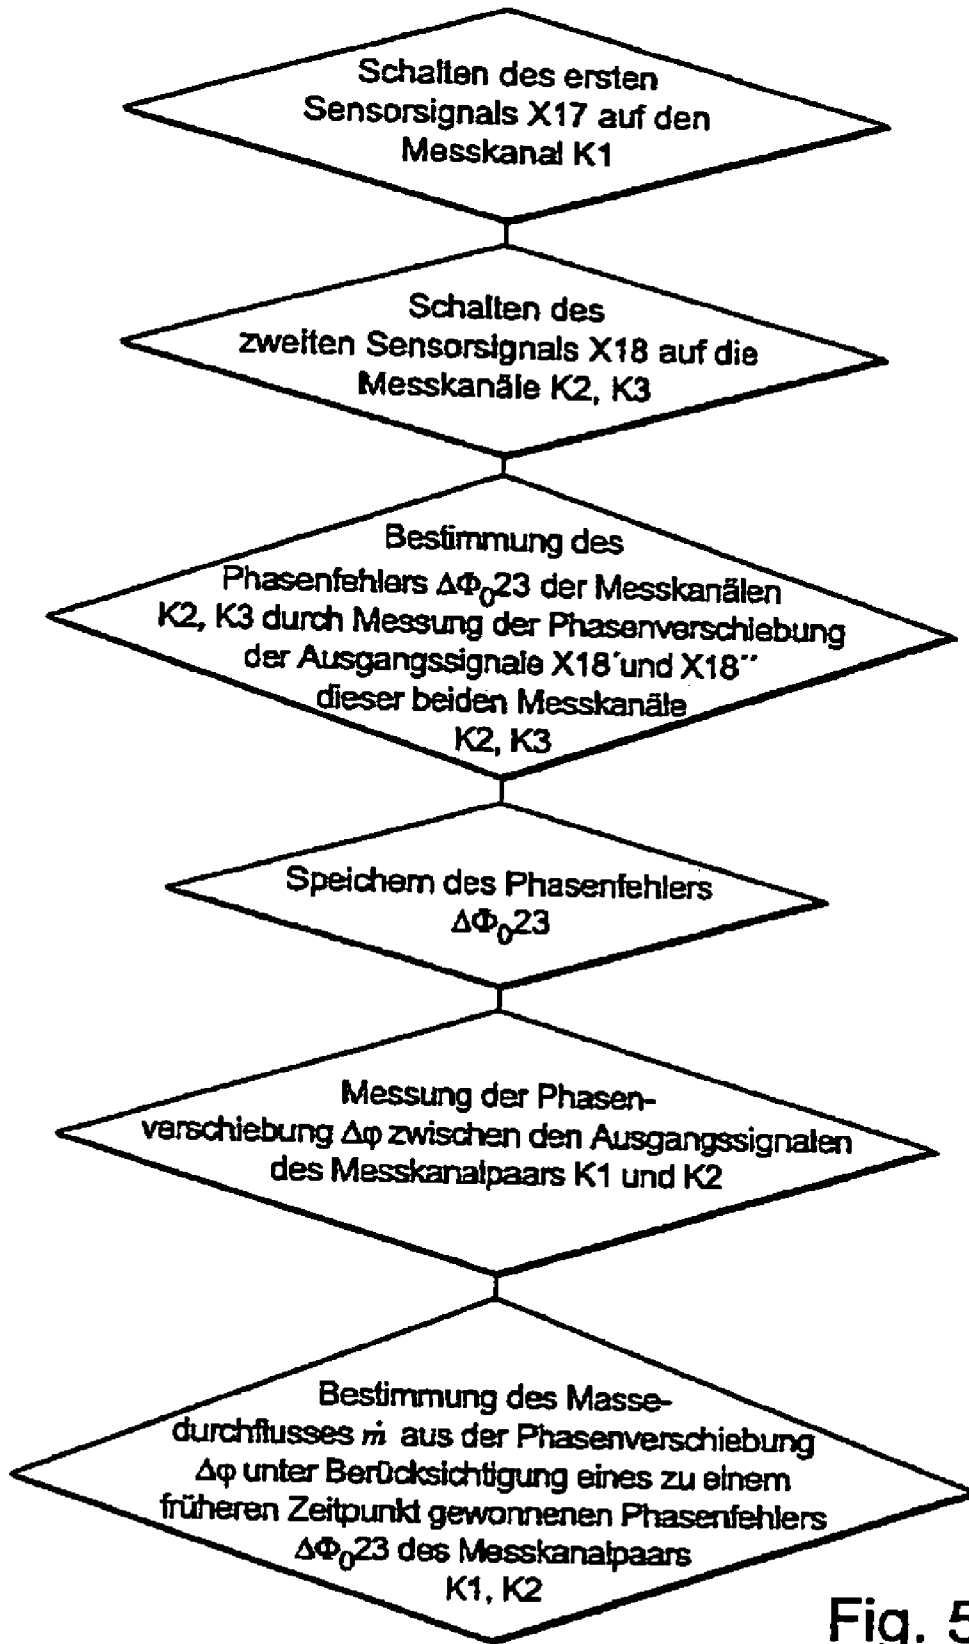 Schalten des ersten
Sensorsignals X17 auf den
Messkanal K1
Schalten des
zweiten Sensorsignals X18 auf die
Messkanäle K2, K3
Bestimmung des
Phasenfehlers ΔΦ₀23 der Messkanälen
K2, K3 durch Messung der Phasenverschiebung
der Ausgangssignale X18´und X18´´
dieser beiden Messkanäle
K2, K3
Speichern des Phasenfehlers
ΔΦ₀23
Messung der Phasen-
verschiebung Δφ zwischen den Ausgangssignalen
des Messkanalpaars K1 und K2
Bestimmung des Masse-
durchflusses ṁ aus der Phasenverschiebung
Δφ unter Berücksichtigung eines zu einem
früheren Zeitpunkt gewonnenen Phasenfehlers
ΔΦ₀23 des Messkanalpaars
K1, K2
Fig. 5